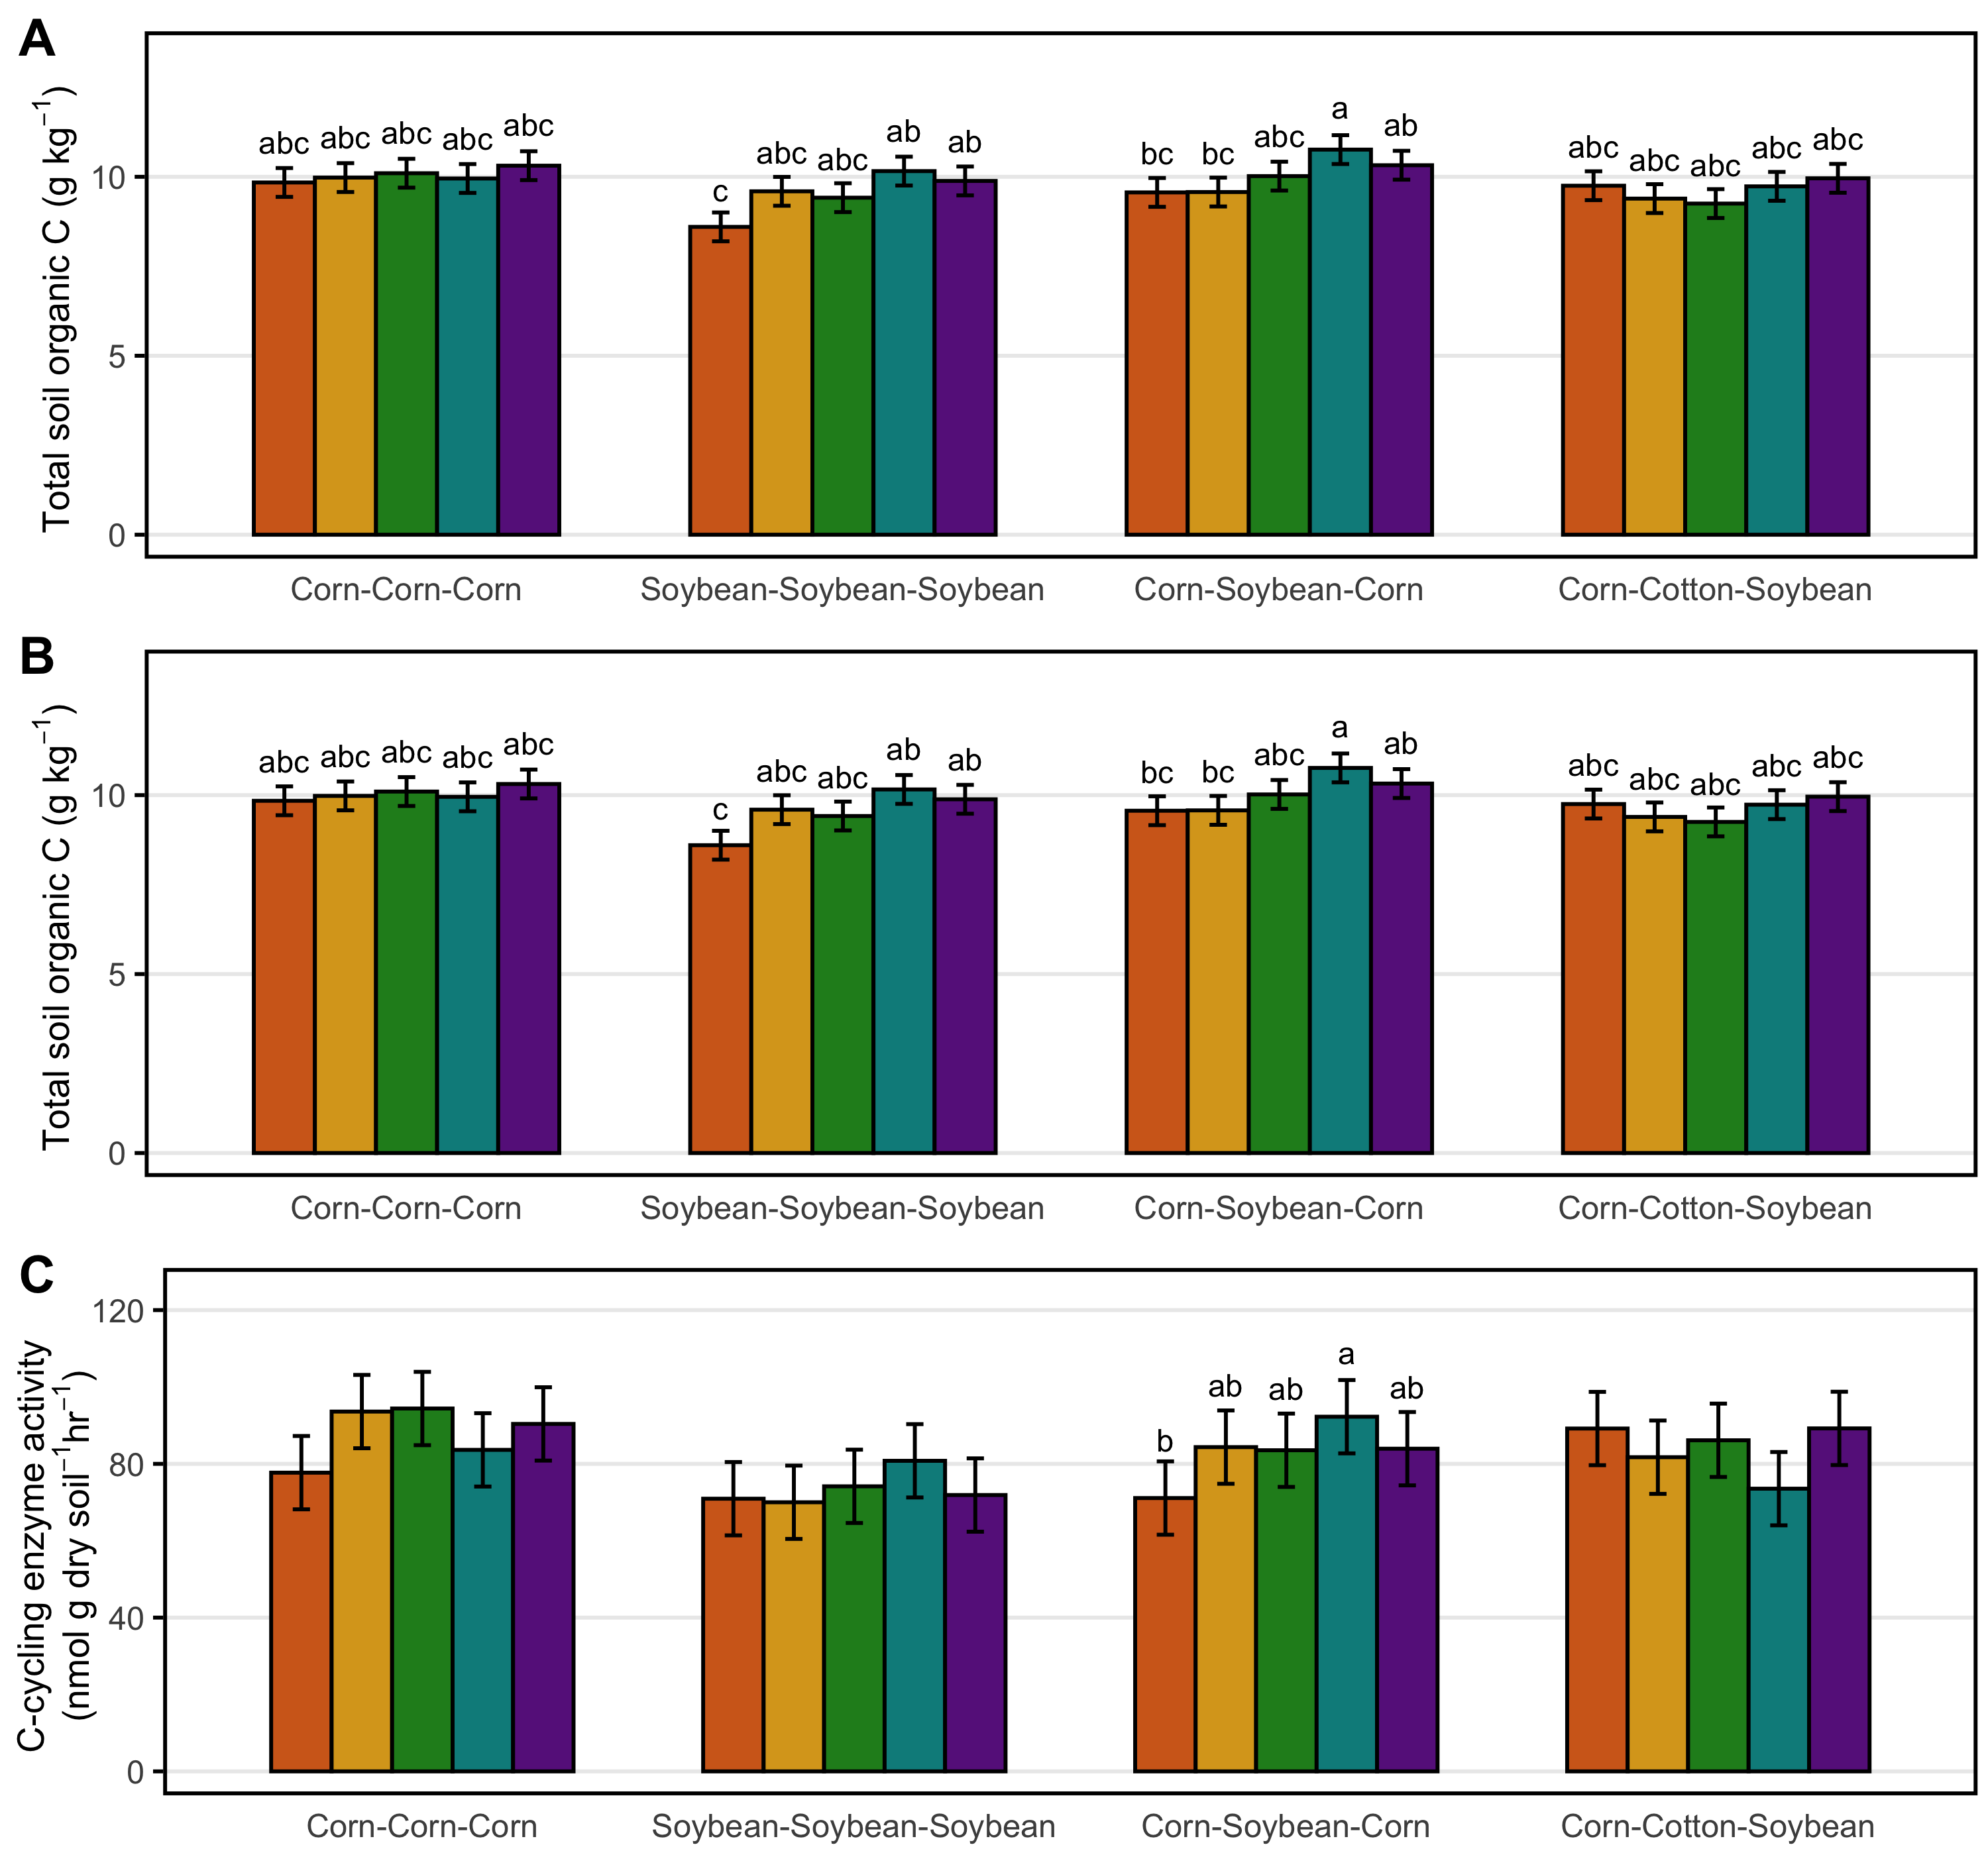 A
Total soil organic C (g kg⁻¹)
10
5
0
abc abc abc abc abc
c abc abc ab ab
bc bc abc a ab
abc abc abc abc abc
Corn-Corn-Corn Soybean-Soybean-Soybean Corn-Soybean-Corn Corn-Cotton-Soybean
B
Total soil organic C (g kg⁻¹)
10
5
0
abc abc abc abc abc
c abc abc ab ab
bc bc abc a ab
abc abc abc abc abc
Corn-Corn-Corn Soybean-Soybean-Soybean Corn-Soybean-Corn Corn-Cotton-Soybean
C
C-cycling enzyme activity
(nmol g dry soil⁻¹hr⁻¹)
120
80
40
0
b ab ab a ab
Corn-Corn-Corn Soybean-Soybean-Soybean Corn-Soybean-Corn Corn-Cotton-Soybean